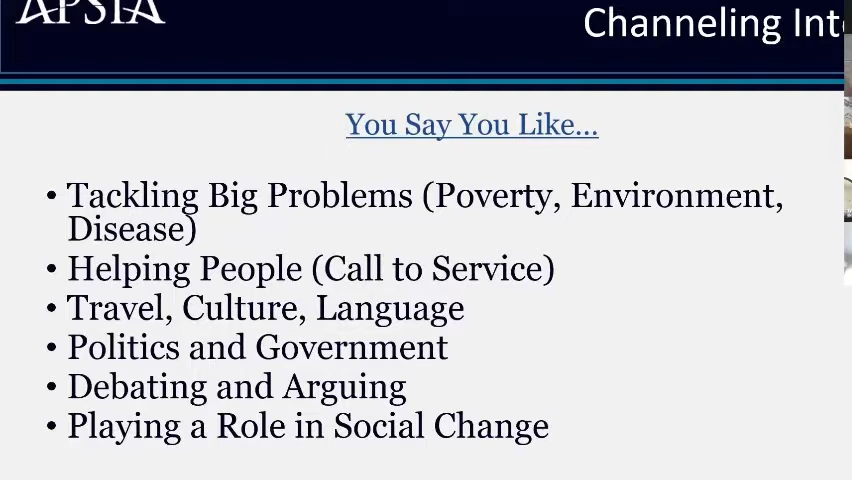 APSIA
Channeling Inte
You Say You Like...
• Tackling Big Problems (Poverty, Environment,
Disease)
• Helping People (Call to Service)
• Travel, Culture, Language
• Politics and Government
• Debating and Arguing
• Playing a Role in Social Change